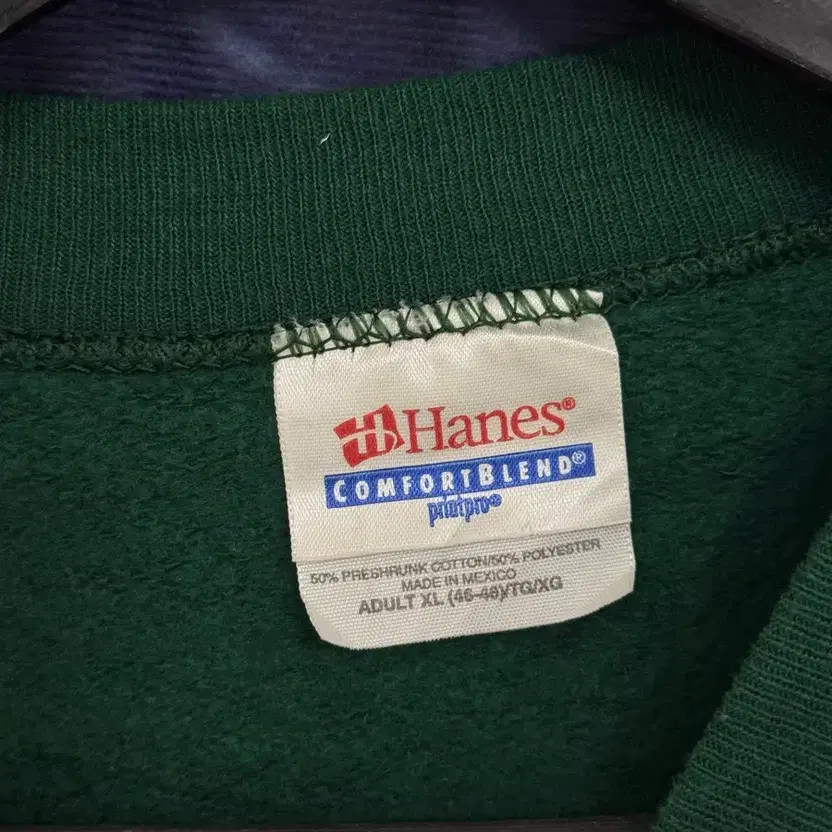 Hanes®
COMFORTBLEND®
printpro®
50% PRESHRUNK COTTON/50% POLYESTER
MADE IN MEXICO
ADULT XL (46-48)/TG/XG